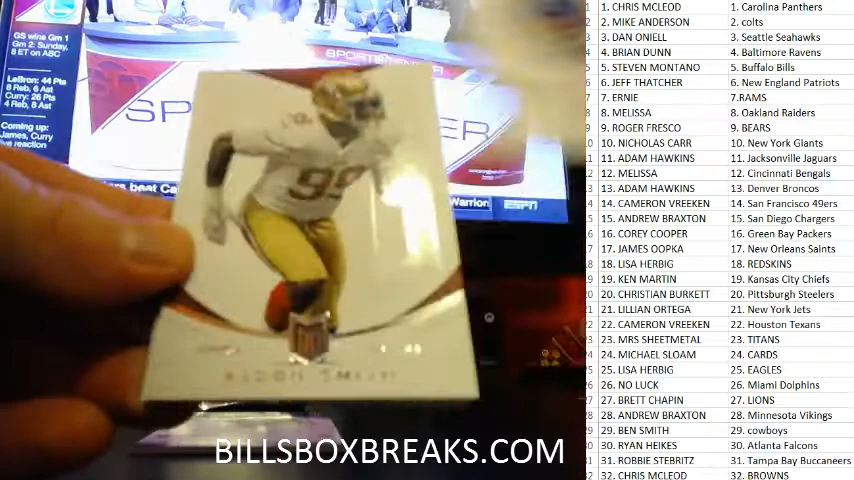 GS wins Gm 1
Gm 2: Sunday,
8 ET on ABC
LeBron: 44 Pts
8 Reb, 6 Ast
Curry: 26 Pts
4 Reb, 8 Ast
Coming up:
James, Curry
ve reaction
SP
ER
99
ers beat Ca
Warrior
ESPN
SMITH
BILLSBOXBREAKS.COM
1. CHRIS MCLEOD 1. Carolina Panthers
2. MIKE ANDERSON 2. colts
3. DAN ONIELL 3. Seattle Seahawks
4. BRIAN DUNN 4. Baltimore Ravens
5. STEVEN MONTANO 5. Buffalo Bills
6. JEFF THATCHER 6. New England Patriots
7. ERNIE 7.RAMS
8. MELISSA 8. Oakland Raiders
9. ROGER FRESCO 9. BEARS
10. NICHOLAS CARR 10. New York Giants
11. ADAM HAWKINS 11. Jacksonville Jaguars
12. MELISSA 12. Cincinnati Bengals
13. ADAM HAWKINS 13. Denver Broncos
14. CAMERON VREEKEN 14. San Francisco 49ers
15. ANDREW BRAXTON 15. San Diego Chargers
16. COREY COOPER 16. Green Bay Packers
17. JAMES OOPKA 17. New Orleans Saints
18. LISA HERBIG 18. REDSKINS
19. KEN MARTIN 19. Kansas City Chiefs
20. CHRISTIAN BURKETT 20. Pittsburgh Steelers
21. LILLIAN ORTEGA 21. New York Jets
22. CAMERON VREEKEN 22. Houston Texans
23. MRS SHEETMETAL 23. TITANS
24. MICHAEL SLOAM 24. CARDS
25. LISA HERBIG 25. EAGLES
26. NO LUCK 26. Miami Dolphins
27. BRETT CHAPIN 27. LIONS
28. ANDREW BRAXTON 28. Minnesota Vikings
29. BEN SMITH 29. cowboys
30. RYAN HEIKES 30. Atlanta Falcons
31. ROBBIE STEBRITZ 31. Tampa Bay Buccaneers
32. CHRIS MCLEOD 32. BROWNS